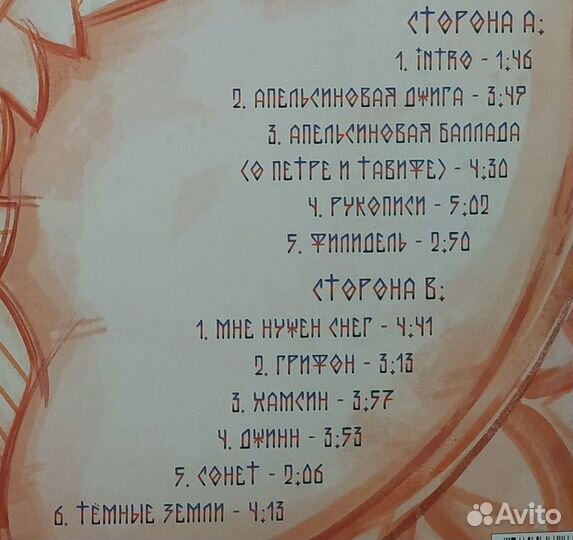 СТОРОНА А:
1. INTRO - 1:46
2. АПЕЛЬСИНОВАЯ ДЖИГА - 3:49
3. АПЕЛЬСИНОВАЯ БАЛЛАДА
(О ПЕТРЕ И ТАВИФЕ) - 4:30
4. РУКОПИСИ - 5:02
5. ФИЛИДЕЛЬ - 2:50
СТОРОНА В:
1. МНЕ НУЖЕН СНЕГ - 4:41
2. ГРИФОН - 3:13
3. ХАМСИН - 3:57
4. ДЖИНН - 3:53
5. СОНЕТ - 2:06
6. ТЁМНЫЕ ЗЕМЛИ - 4:13
Avito